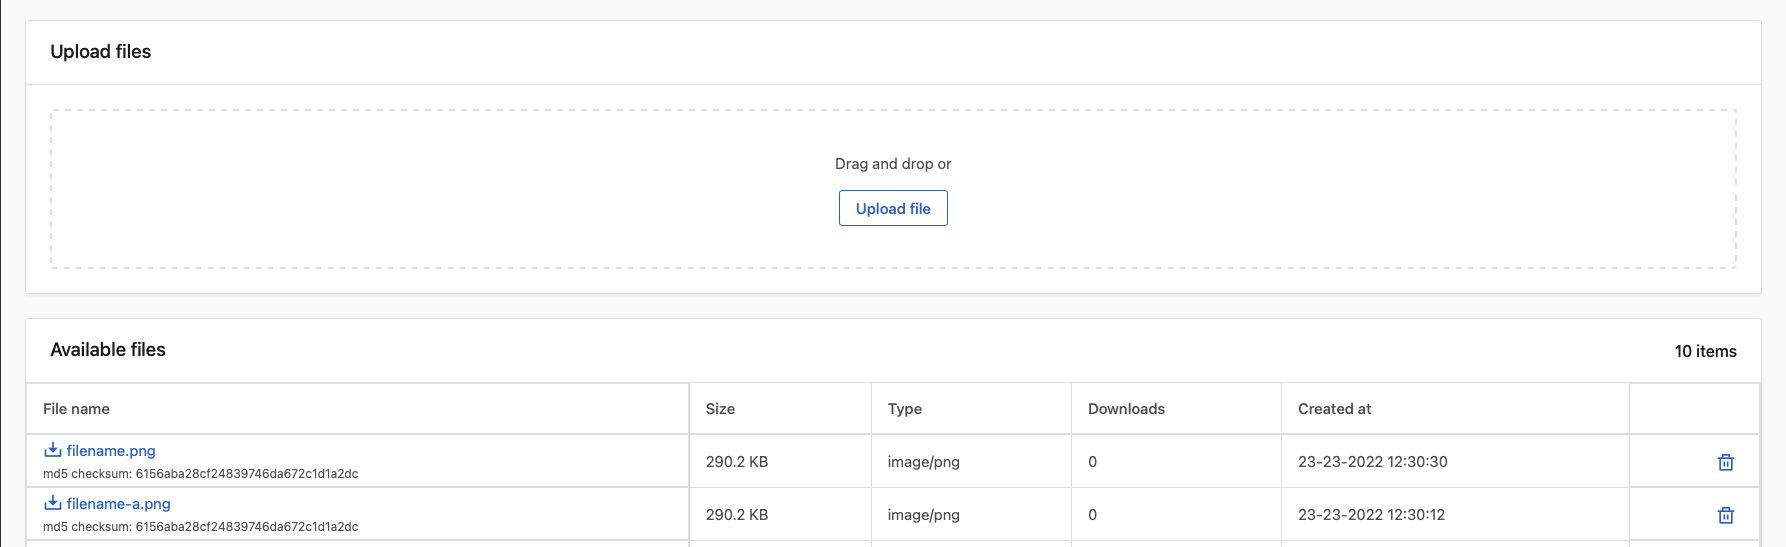 Upload files
Drag and drop or
Upload file
Available files
10 items
File name Size Type Downloads Created at
filename.png
md5 checksum: 6156aba28cf24839746da672c1d1a2dc
290.2 KB image/png 0 23-23-2022 12:30:30
filename-a.png
md5 checksum: 6156aba28cf24839746da672c1d1a2dc
290.2 KB image/png 0 23-23-2022 12:30:12